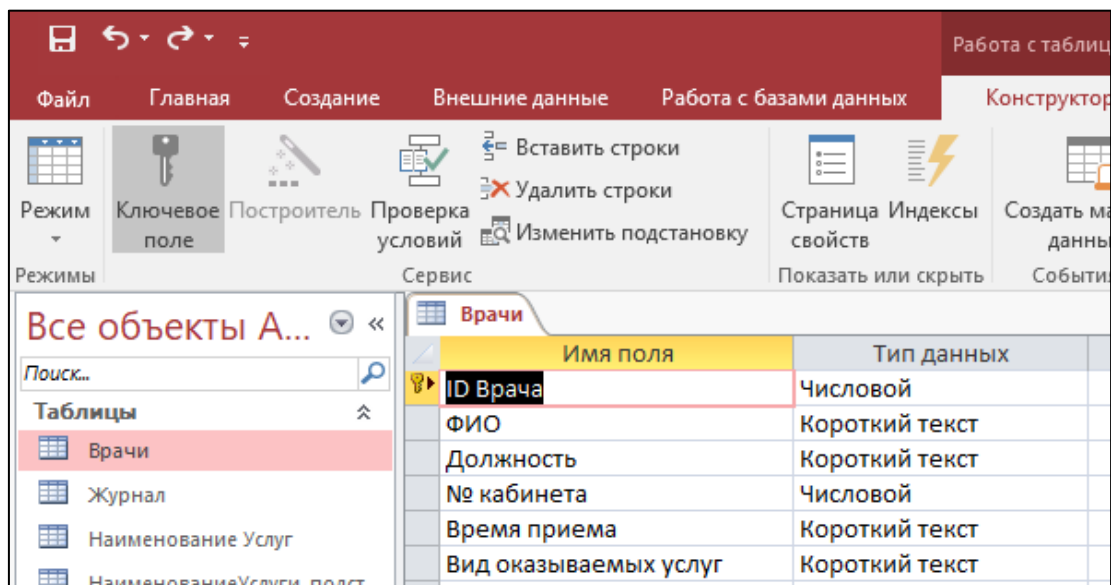 Работа с таблиц
Файл Главная Создание Внешние данные Работа с базами данных Конструктор
Режим
Ключевое поле
Построитель
Проверка условий
Вставить строки
Удалить строки
Изменить подстановку
Страница свойств
Индексы
Создать ма
данны
Режимы Сервис Показать или скрыть События
Все объекты A...
Поиск...
Таблицы
Врачи
Журнал
Наименование Услуг
НаименованиеУслуги_подст
Врачи
Имя поля Тип данных
ID Врача Числовой
ФИО Короткий текст
Должность Короткий текст
№ кабинета Числовой
Время приема Короткий текст
Вид оказываемых услуг Короткий текст